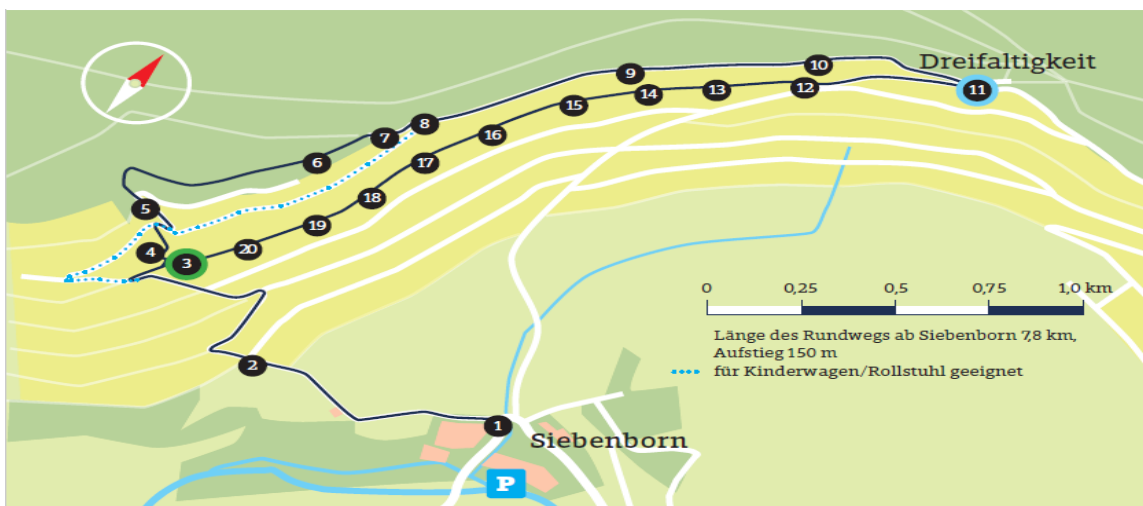 10
Dreifaltigkeit
9
11
12
13
14
15
8
7
16
6
17
18
5
19
4
20
3
0 0,25 0,5 0,75 1,0 km
Länge des Rundwegs ab Siebenborn 7,8 km,
Aufstieg 150 m
für Kinderwagen/Rollstuhl geeignet
2
1
Siebenborn
P